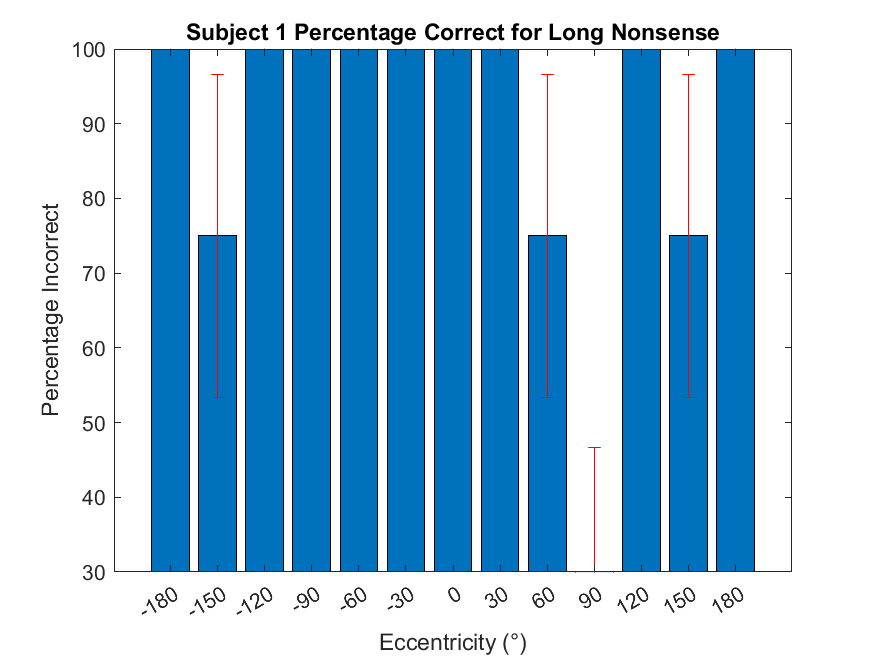 Subject 1 Percentage Correct for Long Nonsense
100
90
80
70
60
50
40
30
Percentage Incorrect
-180 -150 -120 -90 -60 -30 0 30 60 90 120 150 180
Eccentricity (°)